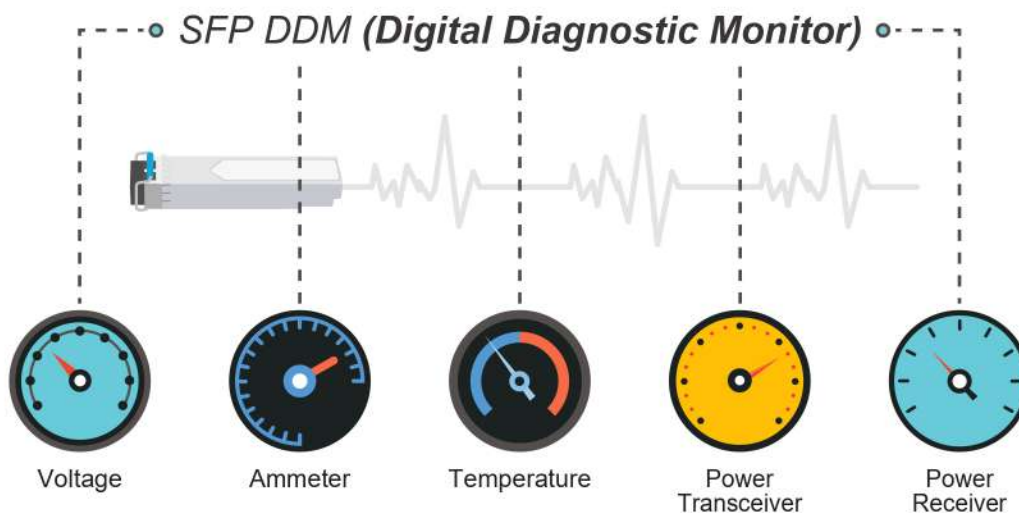 SFP DDM (Digital Diagnostic Monitor)
Voltage
Ammeter
Temperature
Power
Transceiver
Power
Receiver